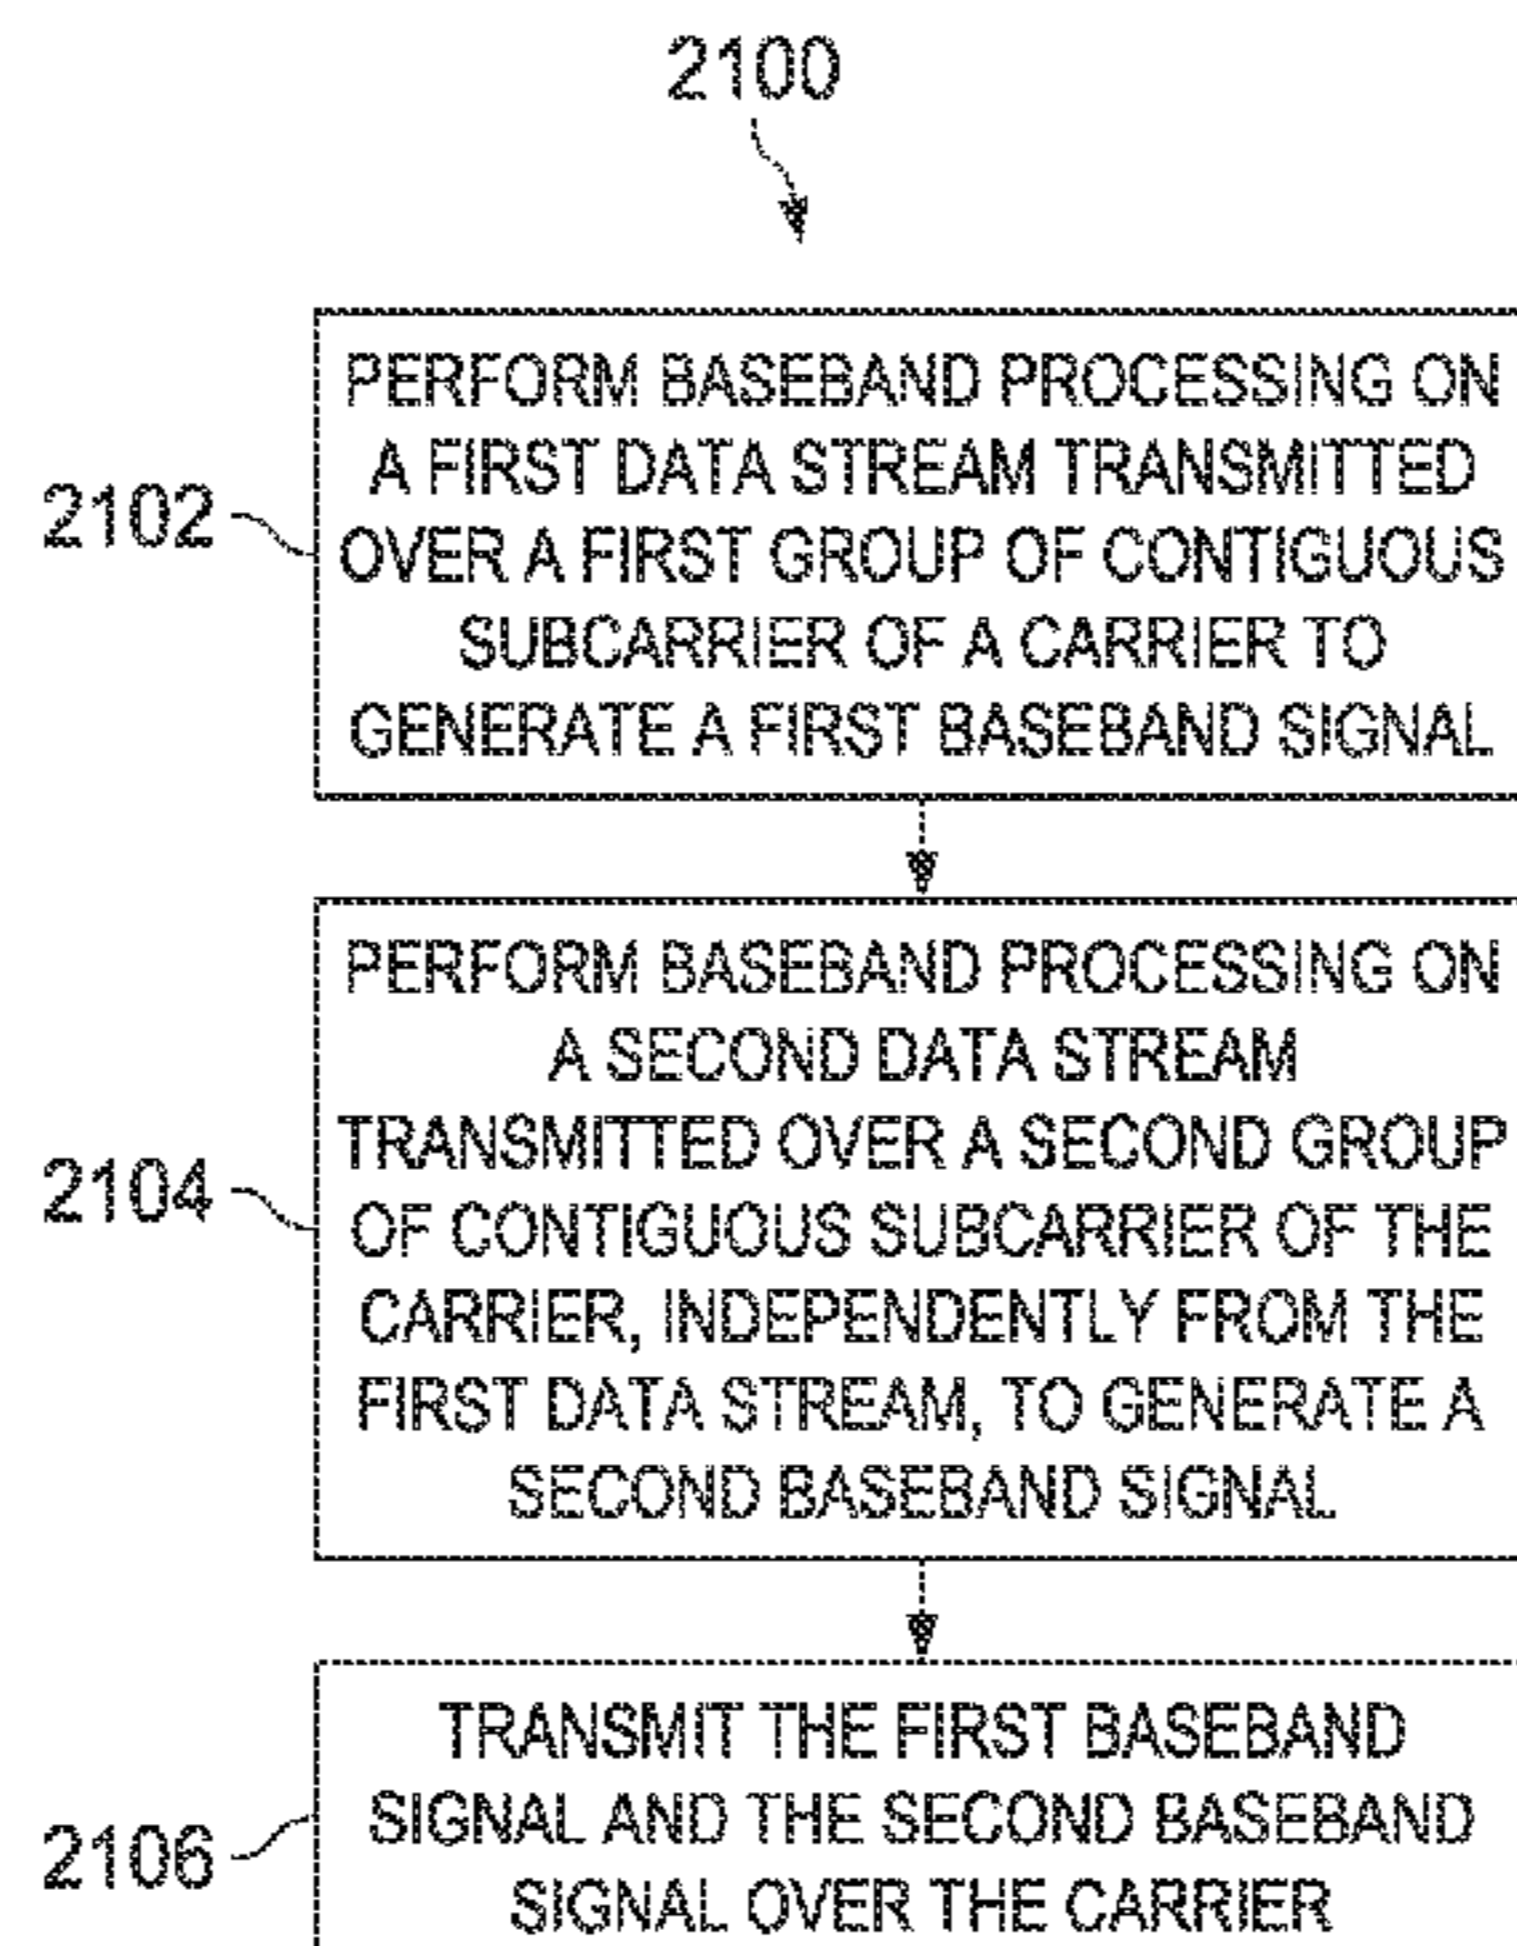 2100
2102
PERFORM BASEBAND PROCESSING ON
A FIRST DATA STREAM TRANSMITTED
OVER A FIRST GROUP OF CONTIGUOUS
SUBCARRIER OF A CARRIER TO
GENERATE A FIRST BASEBAND SIGNAL
2104
PERFORM BASEBAND PROCESSING ON
A SECOND DATA STREAM
TRANSMITTED OVER A SECOND GROUP
OF CONTIGUOUS SUBCARRIER OF THE
CARRIER, INDEPENDENTLY FROM THE
FIRST DATA STREAM, TO GENERATE A
SECOND BASEBAND SIGNAL
2106
TRANSMIT THE FIRST BASEBAND
SIGNAL AND THE SECOND BASEBAND
SIGNAL OVER THE CARRIER